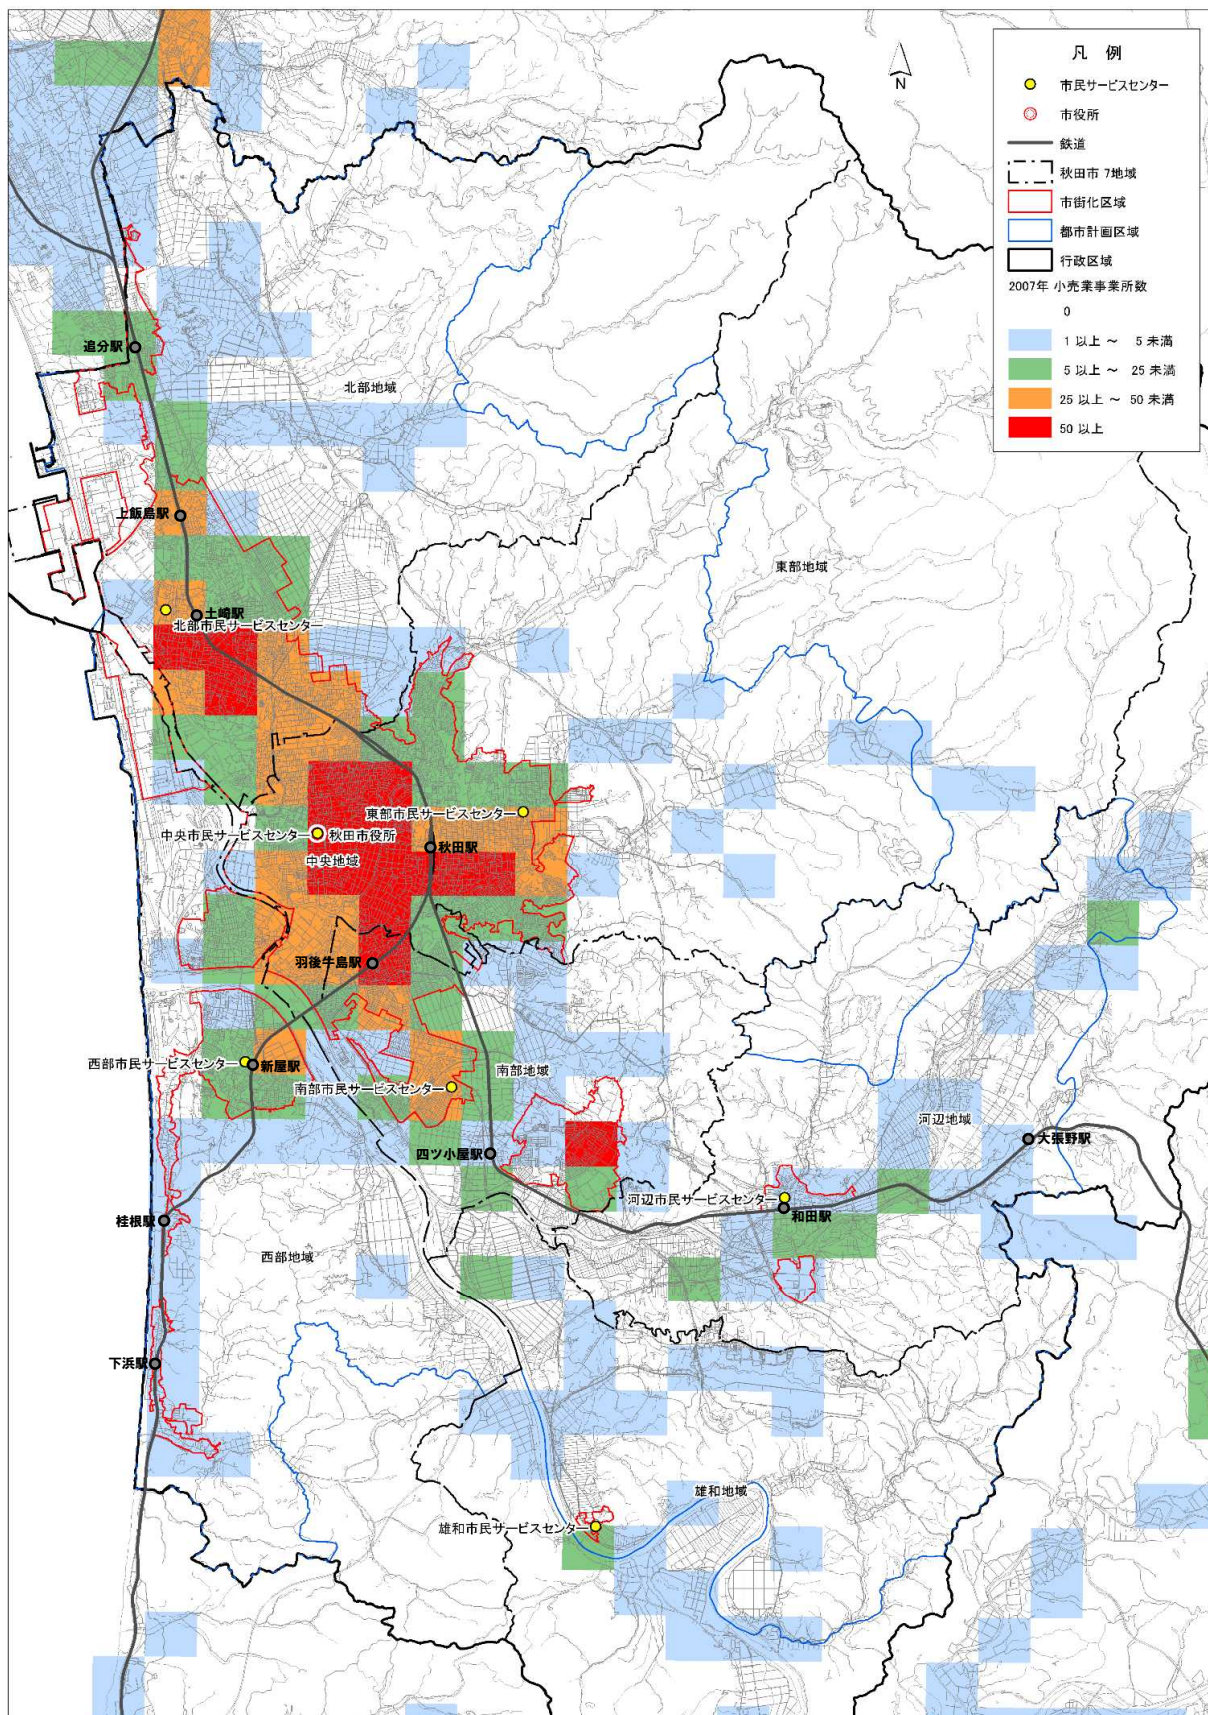 凡 例
市民サービスセンター
市役所
鉄道
秋田市 7地域
市街化区域
都市計画区域
行政区域
2007年 小売業事業所数
0
1 以上 ～ 5 未満
5 以上 ～ 25 未満
25 以上 ～ 50 未満
50 以上
N
追分駅
北部地域
上飯島駅
東部地域
土崎駅
北部市民サービスセンター
東部市民サービスセンター
中央市民サービスセンター
秋田市役所
秋田駅
中央地域
羽後牛島駅
西部市民サービスセンター
新屋駅
南部地域
南部市民サービスセンター
河辺地域
大張野駅
四ツ小屋駅
河辺市民サービスセンター
和田駅
桂根駅
西部地域
下浜駅
雄和地域
雄和市民サービスセンター